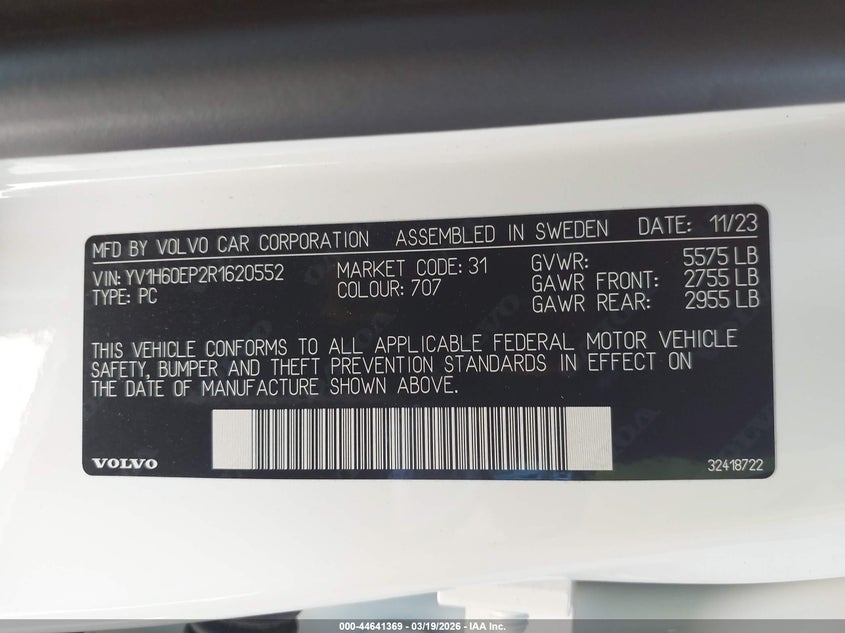 MFD BY VOLVO CAR CORPORATION ASSEMBLED IN SWEDEN DATE: 11/23
VIN: YV1H60EP2R1620552 MARKET CODE: 31 GVWR: 5575 LB
TYPE: PC COLOUR: 707 GAWR FRONT: 2755 LB
GAWR REAR: 2955 LB
THIS VEHICLE CONFORMS TO ALL APPLICABLE FEDERAL MOTOR VEHICLE
SAFETY, BUMPER AND THEFT PREVENTION STANDARDS IN EFFECT ON
THE DATE OF MANUFACTURE SHOWN ABOVE.
VOLVO 32418722
000-44641369 | 03/19/2026 - IAA Inc.